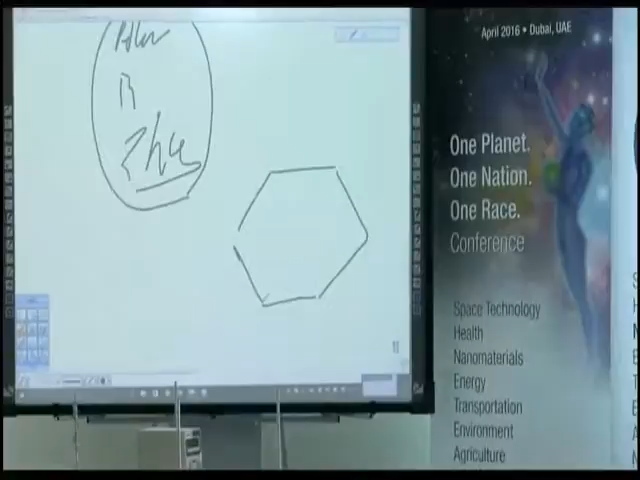 April 2016 • Dubai, UAE
One Planet.
One Nation.
One Race.
Conference
Space Technology
Health
Nanomaterials
Energy
Transportation
Environment
Agriculture